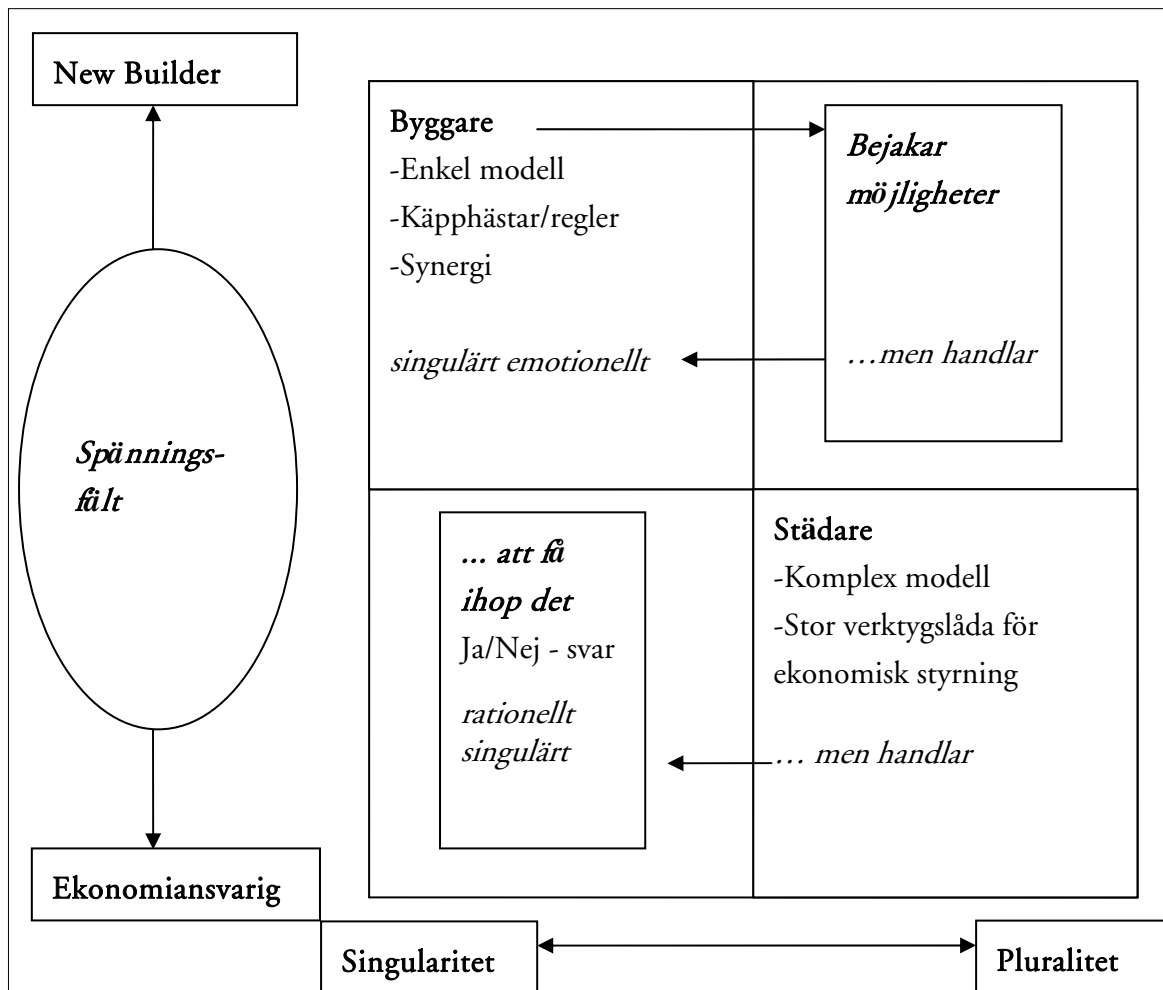 New Builder
Byggare
-Enkel modell
-Käpphästar/regler
-Synergi
singulärt emotionellt
Bejakar
möjligheter
…men handlar
Spännings-
fält
... att få
ihop det
Ja/Nej - svar
rationellt
singulärt
Städare
-Komplex modell
-Stor verktygslåda för
ekonomisk styrning
… men handlar
Ekonomiansvarig
Singularitet
Pluralitet